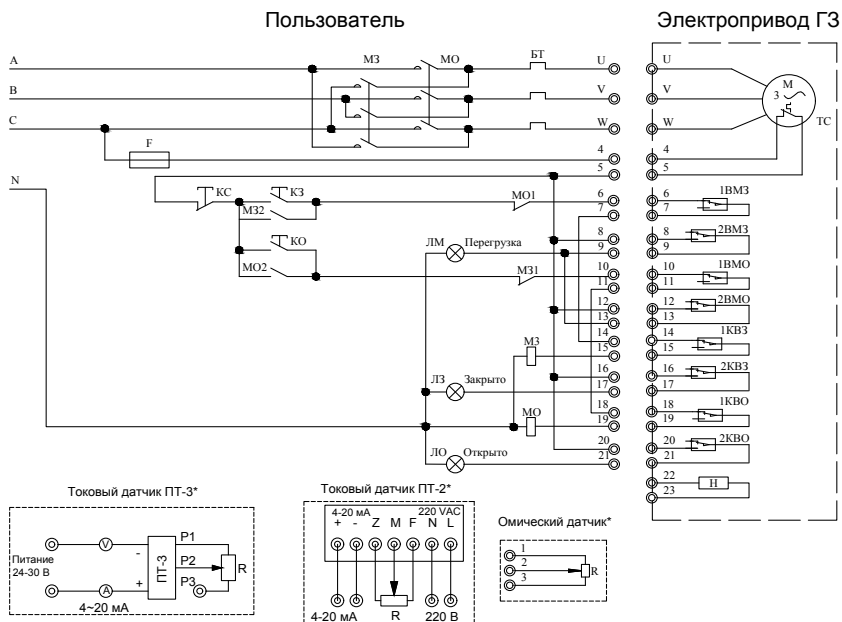 Пользователь
Электропривод ГЗ
A
МЗ
МО
БТ
U
U
B
V
V
M
3
C
W
W
ТС
F
4
4
5
5
N
КС
КЗ
МО1
6
6
1ВМЗ
МЗ2
7
7
КО
ЛМ
Перегрузка
8
8
2ВМЗ
9
9
МО2
МЗ1
10
10
1ВМО
11
11
12
12
2ВМО
13
13
14
14
1КВЗ
МЗ
15
15
16
16
2КВЗ
ЛЗ
Закрыто
17
17
МО
18
18
1КВО
19
19
ЛО
Открыто
20
20
2КВО
21
21
22
Н
23
Токовый датчик ПТ-3*
Питание
24-30 В
V
A
-
+
ПТ-3
P1
P2
P3
R
4~20 мА
Токовый датчик ПТ-2*
4-20 мА
220 VAC
+ - Z M F N L
4-20 мА
R
220 В
Омический датчик*
1
2
3
R